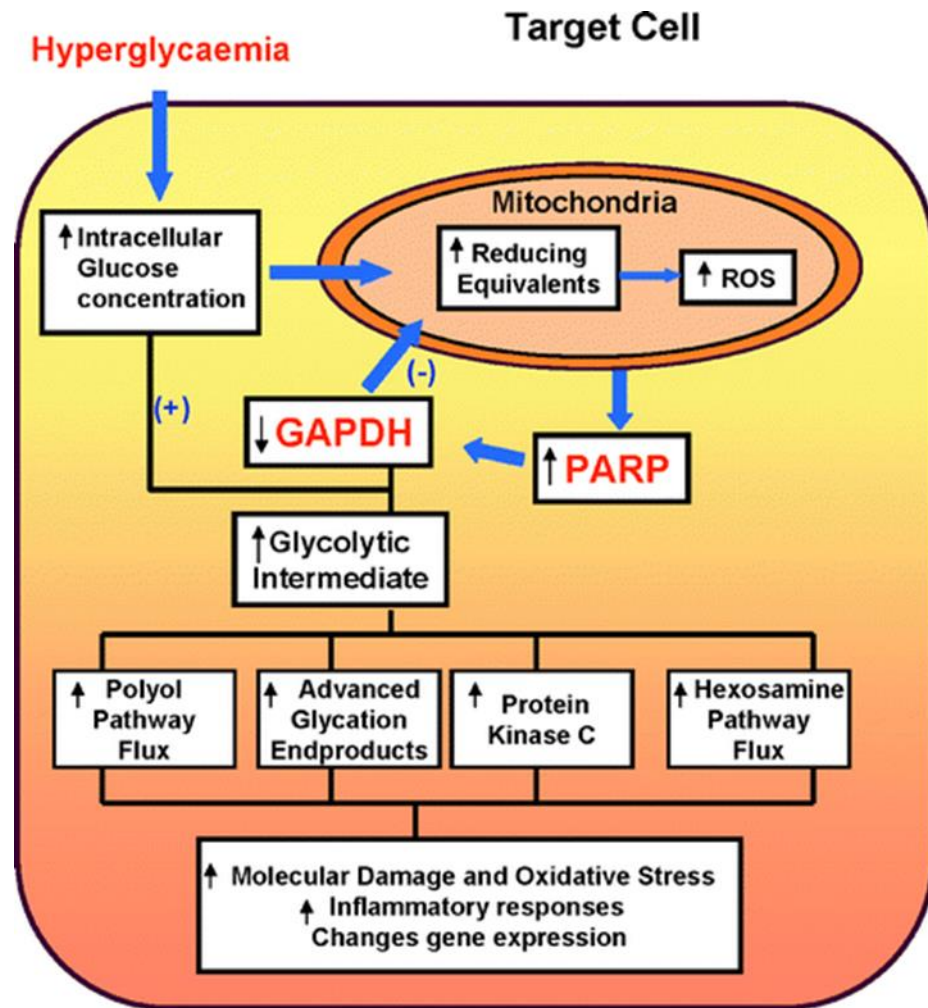 Target Cell
Hyperglycaemia
Mitochondria
↑ Intracellular
Glucose
concentration
↑ Reducing
Equivalents
↑ ROS
(-)
(+)
↓ GAPDH
↑ PARP
↑ Glycolytic
Intermediate
↑ Polyol
Pathway
Flux
↑ Advanced
Glycation
Endproducts
↑ Protein
Kinase C
↑ Hexosamine
Pathway
Flux
↑ Molecular Damage and Oxidative Stress
↑ Inflammatory responses
Changes gene expression